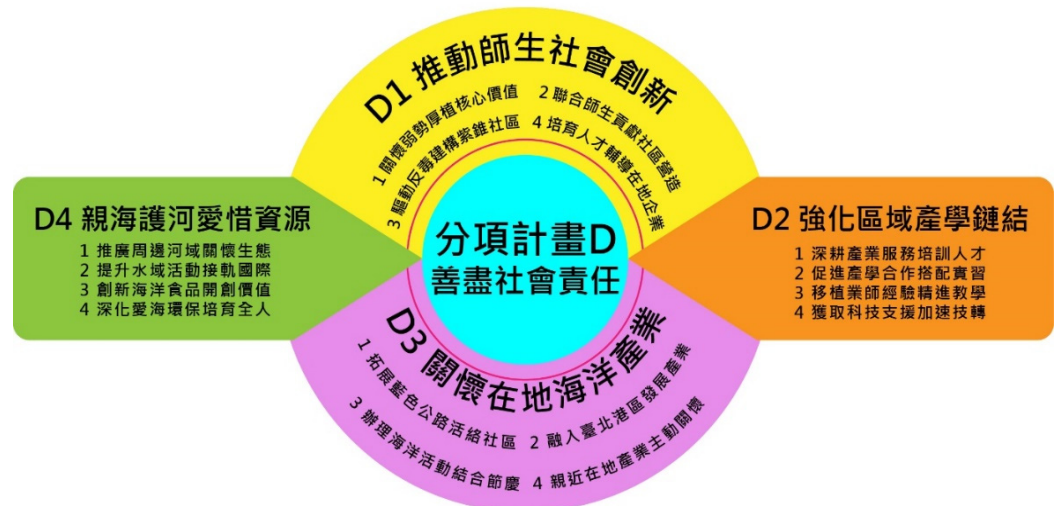 D1 推動師生社會創新
1 關懷弱勢厚植核心價值
2 聯合師生貢獻社區營造
3 驅動反毒建構紫錐社區
4 培育人才輔導在地企業
分項計畫D
善盡社會責任
D2 強化區域產學鏈結
1 深耕產業服務培訓人才
2 促進產學合作搭配實習
3 移植業師經驗精進教學
4 獲取科技支援加速技轉
D3 關懷在地海洋產業
1 拓展藍色公路活絡社區
2 融入臺北港區發展產業
3 辦理海洋活動結合節慶
4 親近在地產業主動關懷
D4 親海護河愛惜資源
1 推廣周邊河域關懷生態
2 提升水域活動接軌國際
3 創新海洋食品開創價值
4 深化愛海環保培育全人